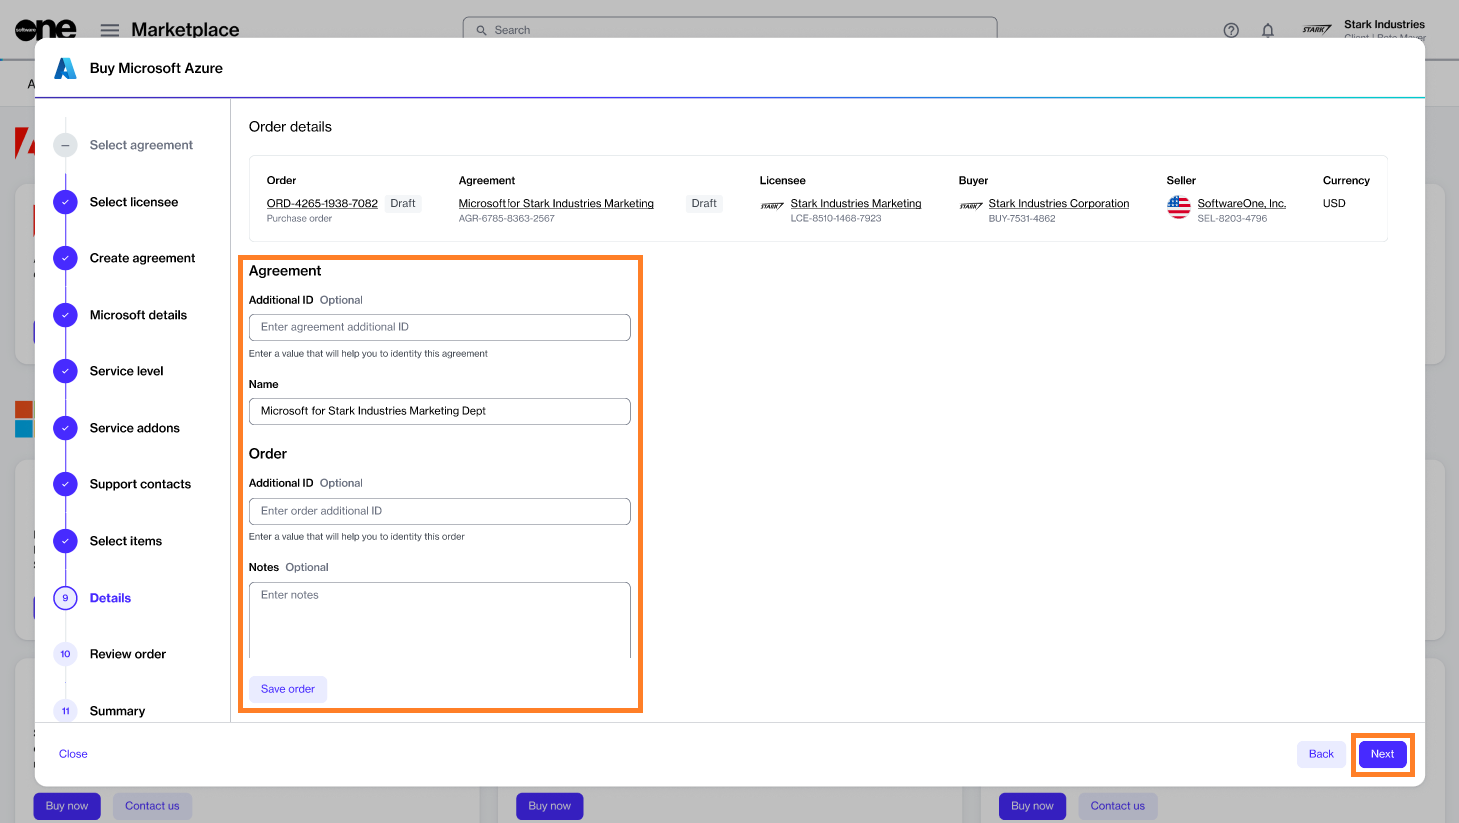 software one
Marketplace
Search
Stark Industries
STARK
Buy Microsoft Azure
Select agreement
Select licensee
Create agreement
Microsoft details
Service level
Service addons
Support contacts
Select items
9 Details
10 Review order
11 Summary
Order details
Order Agreement Licensee Buyer Seller Currency
ORD-4265-1938-7082 Draft Microsoft for Stark Industries Marketing Draft STARK Stark Industries Marketing STARK Stark Industries Corporation SoftwareOne, Inc. USD
Purchase order AGR-6785-8363-2567 LCE-8510-1468-7923 BUY-7531-4862 SEL-8203-4796
Agreement
Additional ID Optional
Enter agreement additional ID
Enter a value that will help you to identity this agreement
Name
Microsoft for Stark Industries Marketing Dept
Order
Additional ID Optional
Enter order additional ID
Enter a value that will help you to identity this order
Notes Optional
Enter notes
Save order
Close Back Next
Buy now Contact us Buy now Buy now Contact us